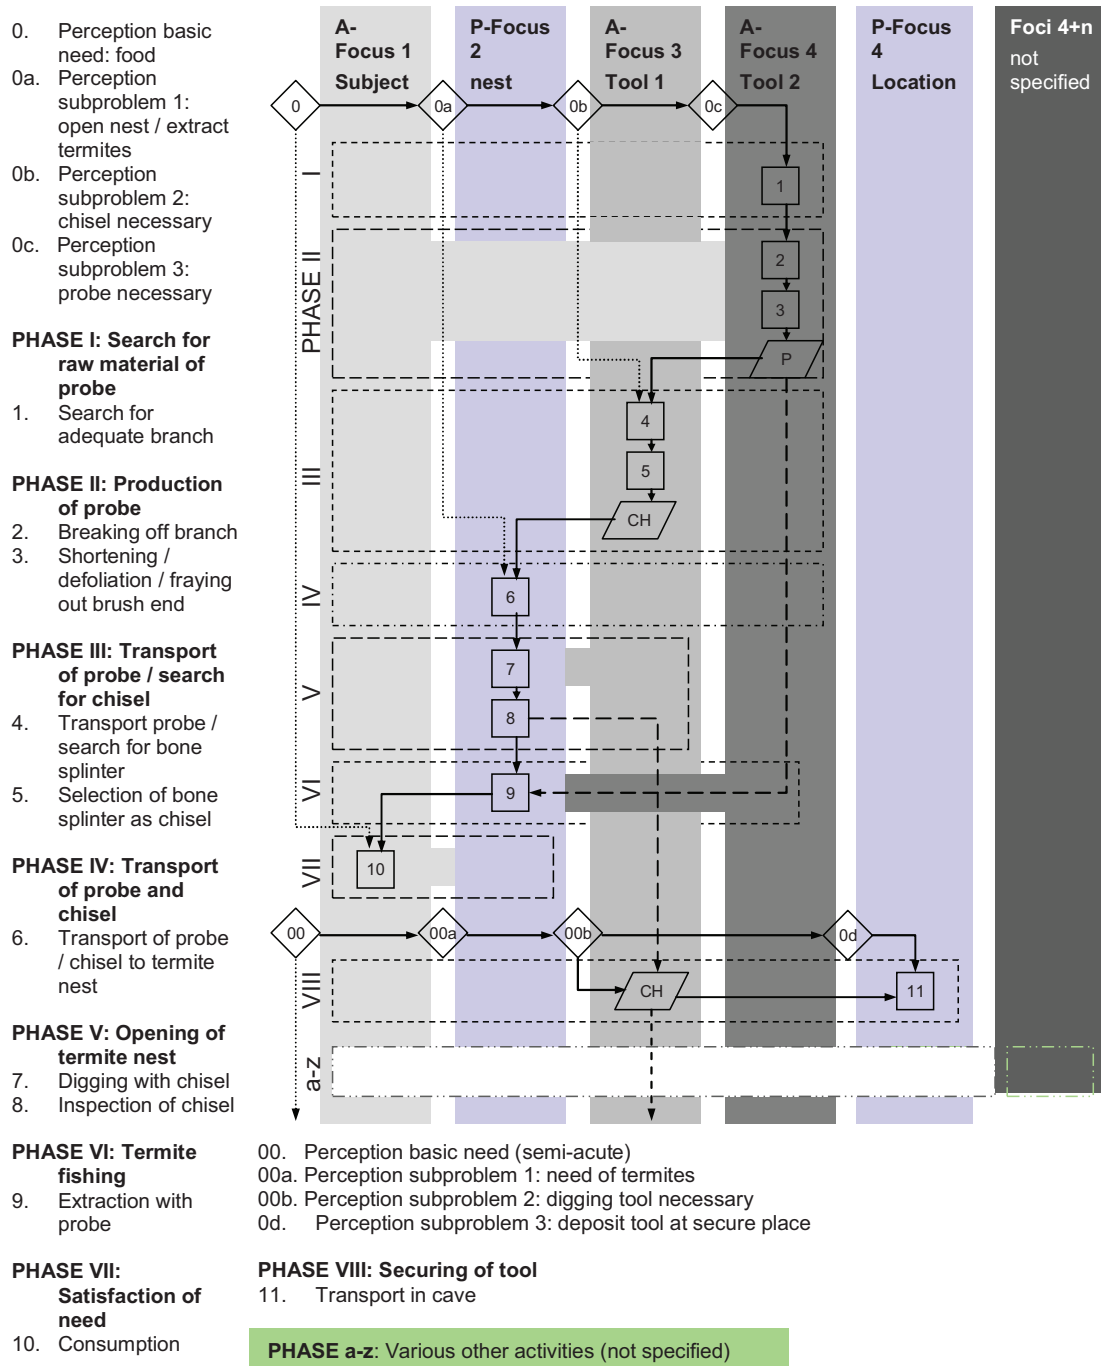 0. Perception basic
need: food
0a. Perception
subproblem 1:
open nest / extract
termites
0b. Perception
subproblem 2:
chisel necessary
0c. Perception
subproblem 3:
probe necessary
PHASE I: Search for
raw material of
probe
1. Search for
adequate branch
PHASE II: Production
of probe
2. Breaking off branch
3. Shortening /
defoliation / fraying
out brush end
PHASE III: Transport
of probe / search
for chisel
4. Transport probe /
search for bone
splinter
5. Selection of bone
splinter as chisel
PHASE IV: Transport
of probe and
chisel
6. Transport of probe
/ chisel to termite
nest
PHASE V: Opening of
termite nest
7. Digging with chisel
8. Inspection of chisel
PHASE VI: Termite
fishing
9. Extraction with
probe
PHASE VII:
Satisfaction of
need
10. Consumption
A-
Focus 1
Subject
P-Focus
2
nest
A-
Focus 3
Tool 1
A-
Focus 4
Tool 2
P-Focus
4
Location
Foci 4+n
not
specified
0
0a
0b
0c
I
1
PHASE II
2
3
P
III
4
5
CH
IV
6
V
7
8
VI
9
VII
10
00
00a
00b
0d
VIII
CH
11
a-z
00. Perception basic need (semi-acute)
00a. Perception subproblem 1: need of termites
00b. Perception subproblem 2: digging tool necessary
0d. Perception subproblem 3: deposit tool at secure place
PHASE VIII: Securing of tool
11. Transport in cave
PHASE a-z: Various other activities (not specified)